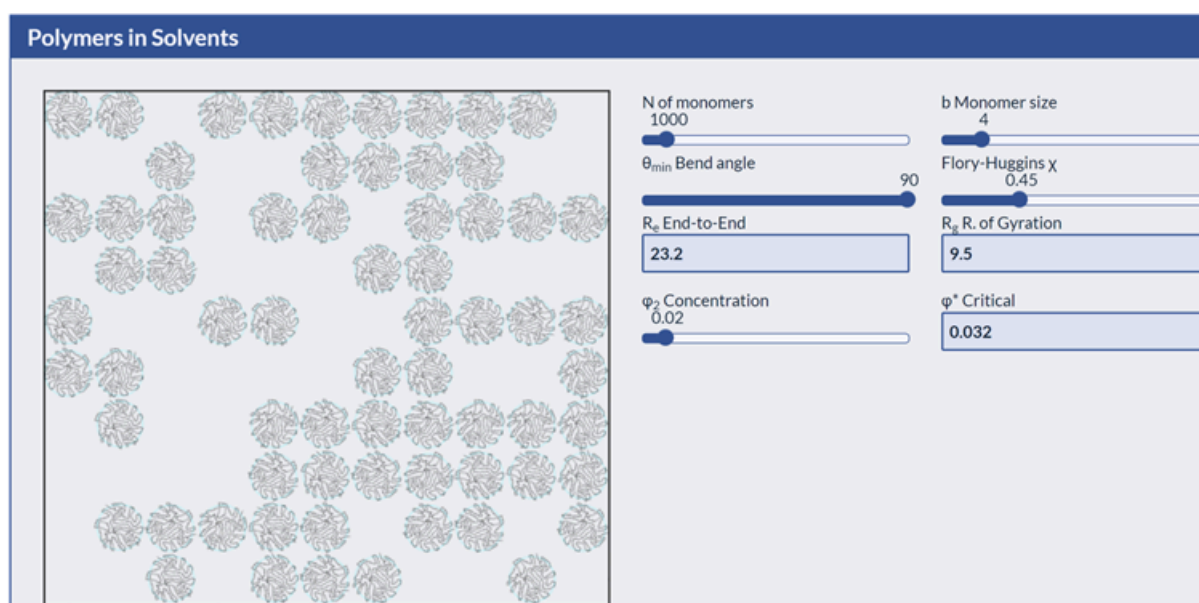 Polymers in Solvents
N of monomers
1000
b Monomer size
4
θmin Bend angle
90
Flory-Huggins χ
0.45
Re End-to-End
23.2
Rg R. of Gyration
9.5
φ2 Concentration
0.02
φ* Critical
0.032